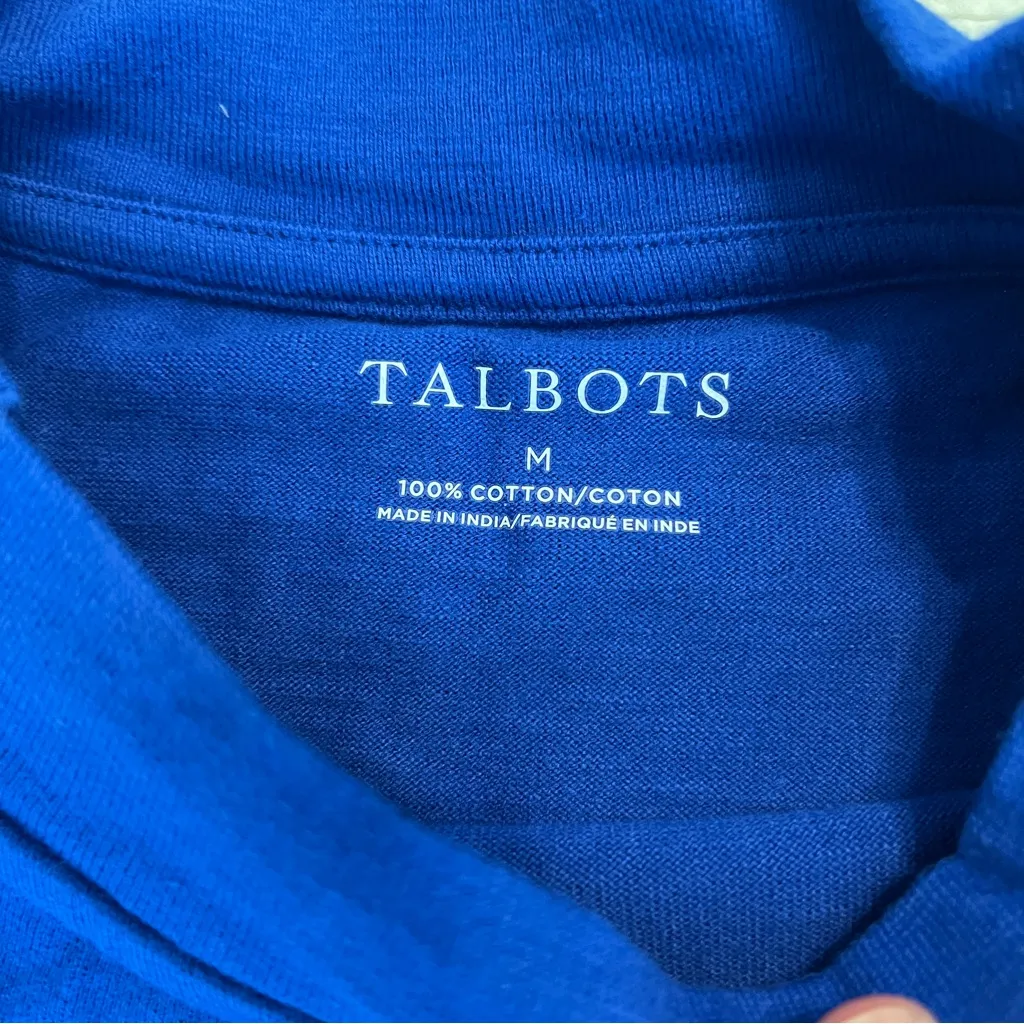 TALBOTS
M
100% COTTON/COTON
MADE IN INDIA/FABRIQUÉ EN INDE